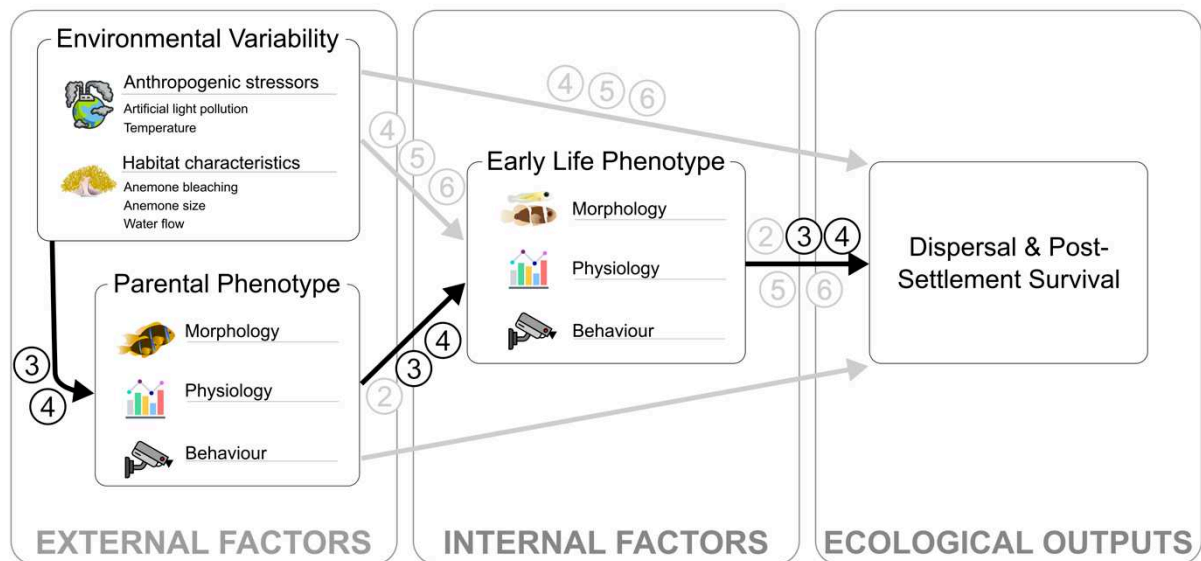 Environmental Variability
Anthropogenic stressors
Artificial light pollution
Temperature
Habitat characteristics
Anemone bleaching
Anemone size
Water flow
4 5 6
4
5
6
3
4
Parental Phenotype
Morphology
Physiology
Behaviour
2
3
4
Early Life Phenotype
Morphology
Physiology
Behaviour
2 3 4
5 6
Dispersal & Post-
Settlement Survival
EXTERNAL FACTORS
INTERNAL FACTORS
ECOLOGICAL OUTPUTS